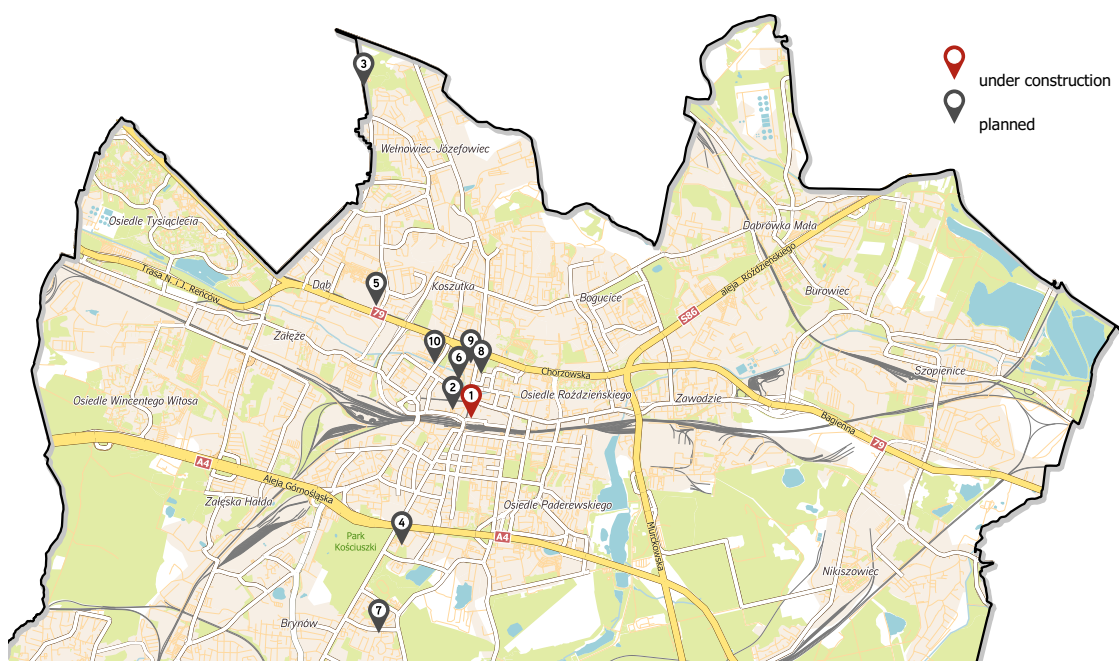 3
under construction
planned
Wełnowiec-Józefowiec
Osiedle Tysiąclecia
Dąbrówka Mała
aleja Roździeńskiego
Trasa N. i J. Renców
Dąb
5
Koszutka
Bogucice
Burowiec
79
S86
Załęże
10
9
6
8
Chorzowska
Szopienice
2
1
Osiedle Roździeńskiego
Zawodzie
Osiedle Wincentego Witosa
Bagienna
79
A4
Aleja Górnośląska
Załęska Hałda
Osiedle Paderewskiego
4
A4
Park
Kościuszki
Murckowska
Nikiszowiec
7
Brynów